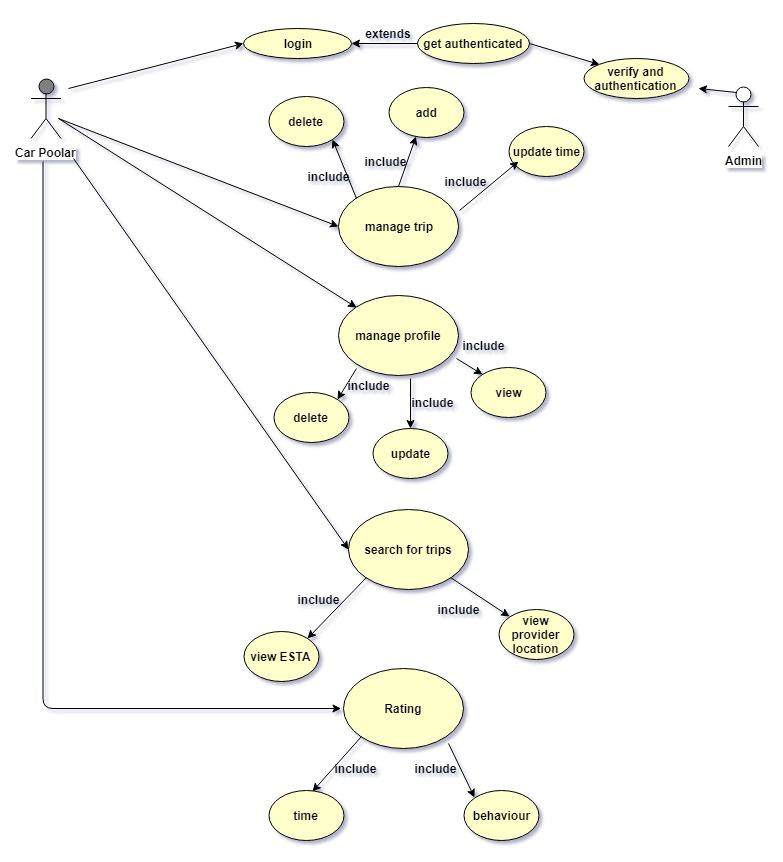 login
extends
get authenticated
verify and
authentication
Car Poolar
Admin
delete
add
update time
include
include
include
manage trip
manage profile
include
include
include
view
delete
update
search for trips
include
include
view ESTA
view
provider
location
Rating
include
include
time
behaviour